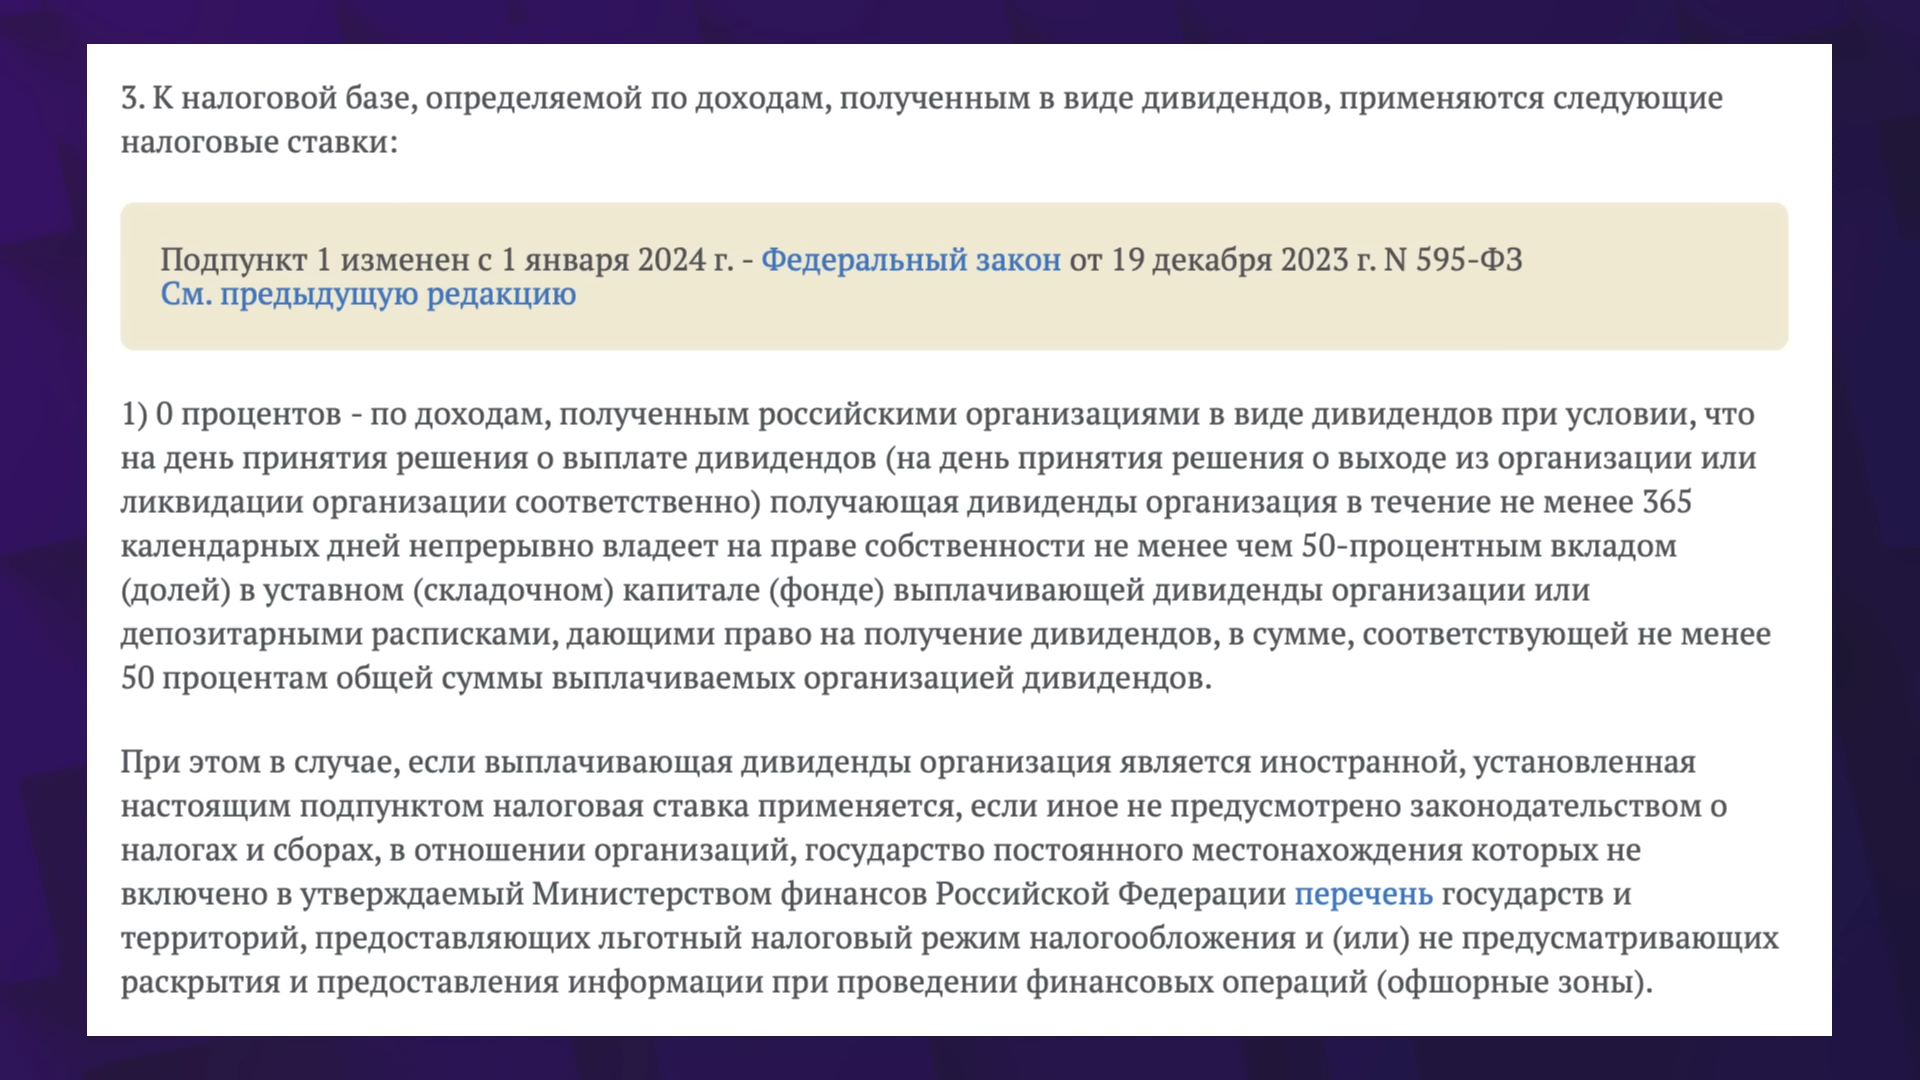 3. К налоговой базе, определяемой по доходам, полученным в виде дивидендов, применяются следующие
налоговые ставки:
Подпункт 1 изменен с 1 января 2024 г. - Федеральный закон от 19 декабря 2023 г. N 595-ФЗ
См. предыдущую редакцию
1) 0 процентов - по доходам, полученным российскими организациями в виде дивидендов при условии, что
на день принятия решения о выплате дивидендов (на день принятия решения о выходе из организации или
ликвидации организации соответственно) получающая дивиденды организация в течение не менее 365
календарных дней непрерывно владеет на праве собственности не менее чем 50-процентным вкладом
(долей) в уставном (складочном) капитале (фонде) выплачивающей дивиденды организации или
депозитарными расписками, дающими право на получение дивидендов, в сумме, соответствующей не менее
50 процентам общей суммы выплачиваемых организацией дивидендов.
При этом в случае, если выплачивающая дивиденды организация является иностранной, установленная
настоящим подпунктом налоговая ставка применяется, если иное не предусмотрено законодательством о
налогах и сборах, в отношении организаций, государство постоянного местонахождения которых не
включено в утверждаемый Министерством финансов Российской Федерации перечень государств и
территорий, предоставляющих льготный налоговый режим налогообложения и (или) не предусматривающих
раскрытия и предоставления информации при проведении финансовых операций (офшорные зоны).